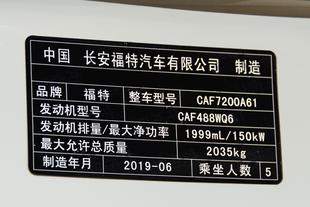 中国 长安福特汽车有限公司 制造
品牌 福特 整车型号 CAF7200A61
发动机型号 CAF488WQ6
发动机排量/最大净功率 1999mL/150kW
最大允许总质量 2035kg
制造年月 2019-06 乘坐人数 5